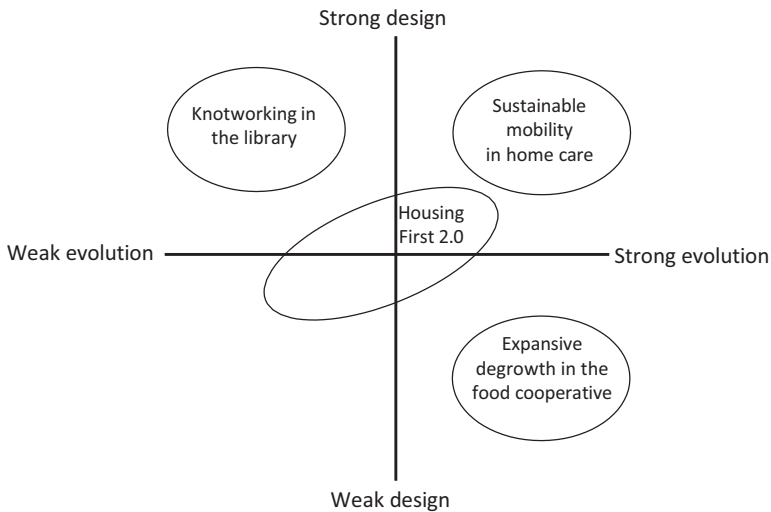 Strong design
Knotworking in
the library
Sustainable
mobility
in home care
Housing
First 2.0
Weak evolution
Strong evolution
Expansive
degrowth in the
food cooperative
Weak design